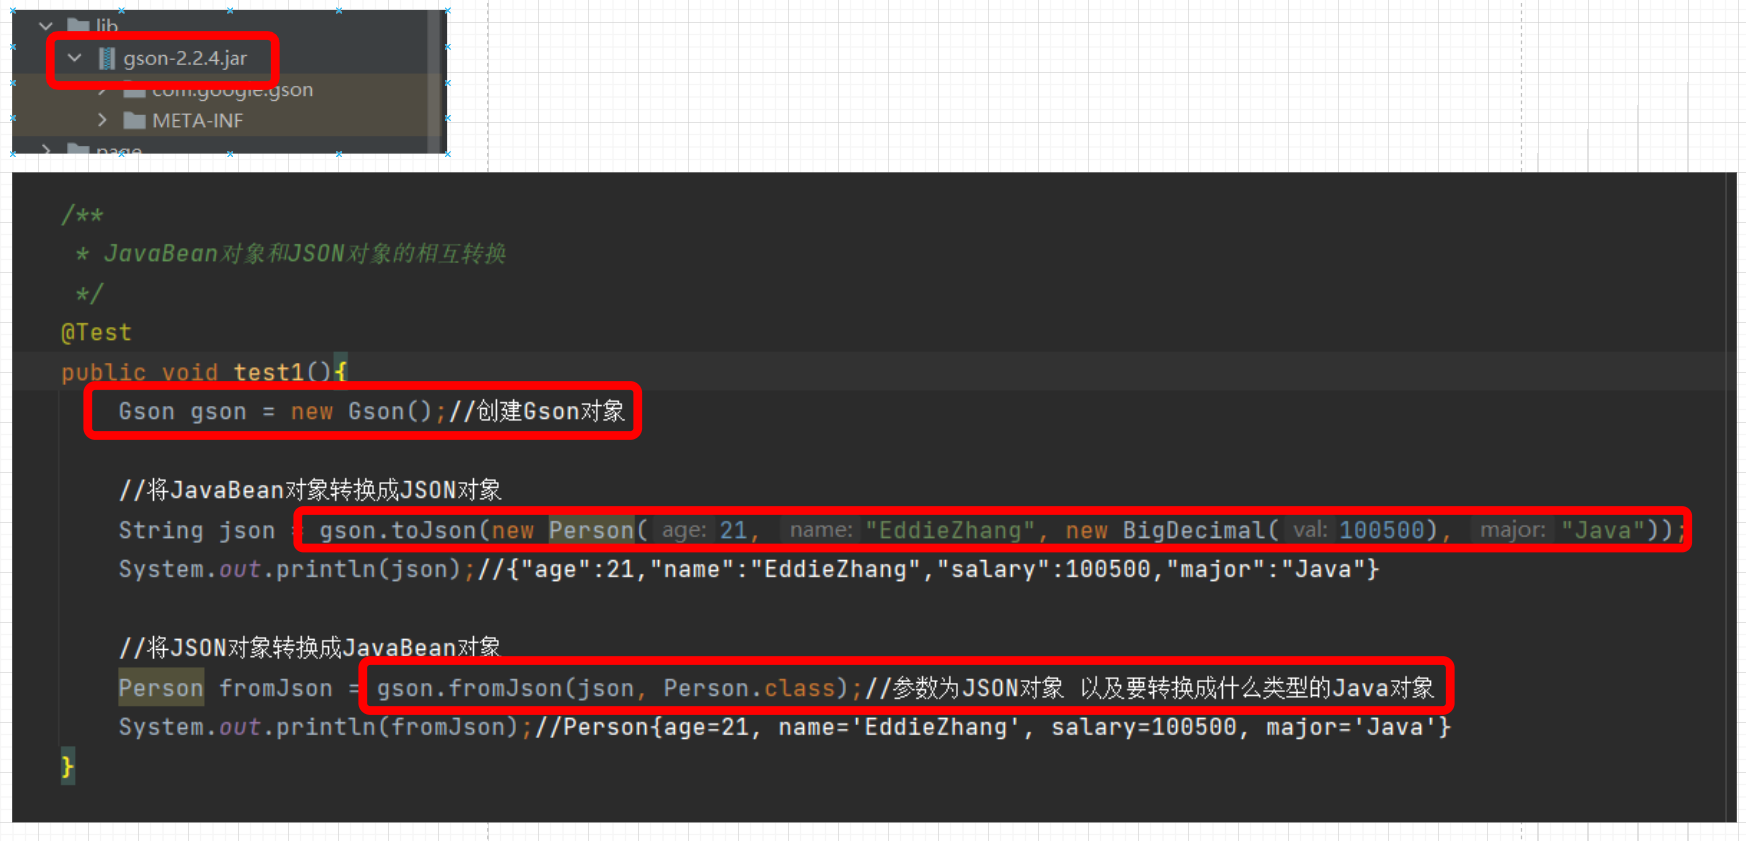 lib
gson-2.2.4.jar
com.google.gson
META-INF
page
/**
* JavaBean对象和JSON对象的相互转换
*/
@Test
public void test1(){
Gson gson = new Gson();//创建Gson对象
//将JavaBean对象转换成JSON对象
String json = gson.toJson(new Person( age: 21, name: "EddieZhang", new BigDecimal( val: 100500), major: "Java"));
System.out.println(json);//{"age":21,"name":"EddieZhang","salary":100500,"major":"Java"}
//将JSON对象转换成JavaBean对象
Person fromJson = gson.fromJson(json, Person.class);//参数为JSON对象 以及要转换成什么类型的Java对象
System.out.println(fromJson);//Person{age=21, name='EddieZhang', salary=100500, major='Java'}
}